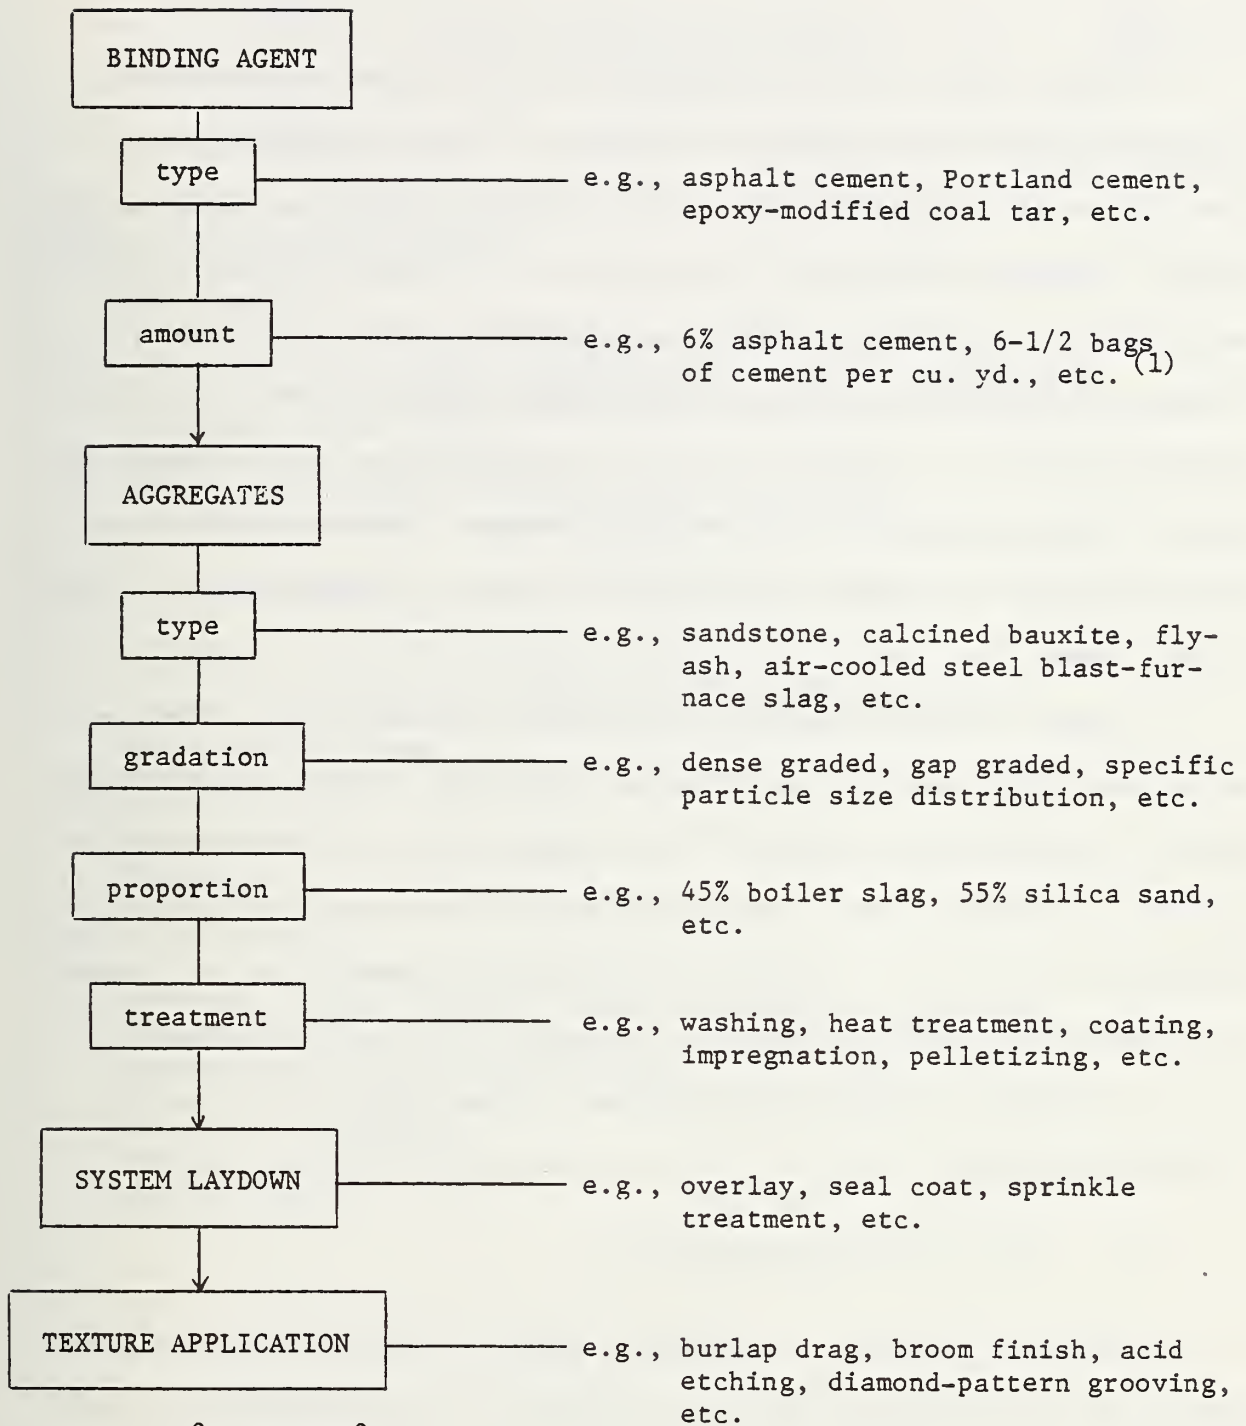 BINDING AGENT
type
e.g., asphalt cement, Portland cement,
epoxy-modified coal tar, etc.
amount
e.g., 6% asphalt cement, 6-1/2 bags
of cement per cu. yd., etc. (1)
AGGREGATES
type
e.g., sandstone, calcined bauxite, fly-
ash, air-cooled steel blast-fur-
nace slag, etc.
gradation
e.g., dense graded, gap graded, specific
particle size distribution, etc.
proportion
e.g., 45% boiler slag, 55% silica sand,
etc.
treatment
e.g., washing, heat treatment, coating,
impregnation, pelletizing, etc.
SYSTEM LAYDOWN
e.g., overlay, seal coat, sprinkle
treatment, etc.
TEXTURE APPLICATION
e.g., burlap drag, broom finish, acid
etching, diamond-pattern grooving,
etc.